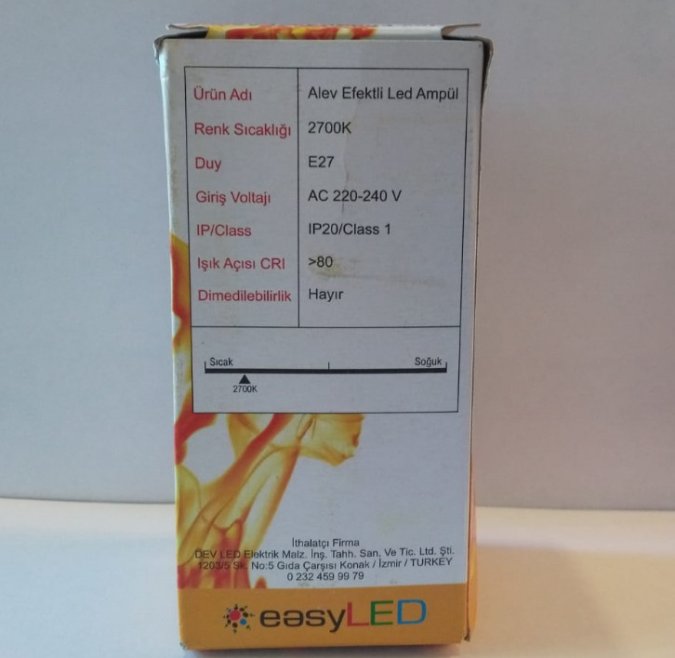 Ürün Adı Alev Efektli Led Ampül
Renk Sıcaklığı 2700K
Duy E27
Giriş Voltajı AC 220-240 V
IP/Class IP20/Class 1
Işık Açısı CRI >80
Dimedilebilirlik Hayır
Sıcak Soğuk
2700K
İthalatçı Firma
DEV LED Elektrik Malz. İnş. Tahh. San. Ve Tic. Ltd. Şti.
1203/5 Sk. No:5 Gıda Çarşısı Konak / İzmir / TURKEY
0 232 459 99 79
easyLED